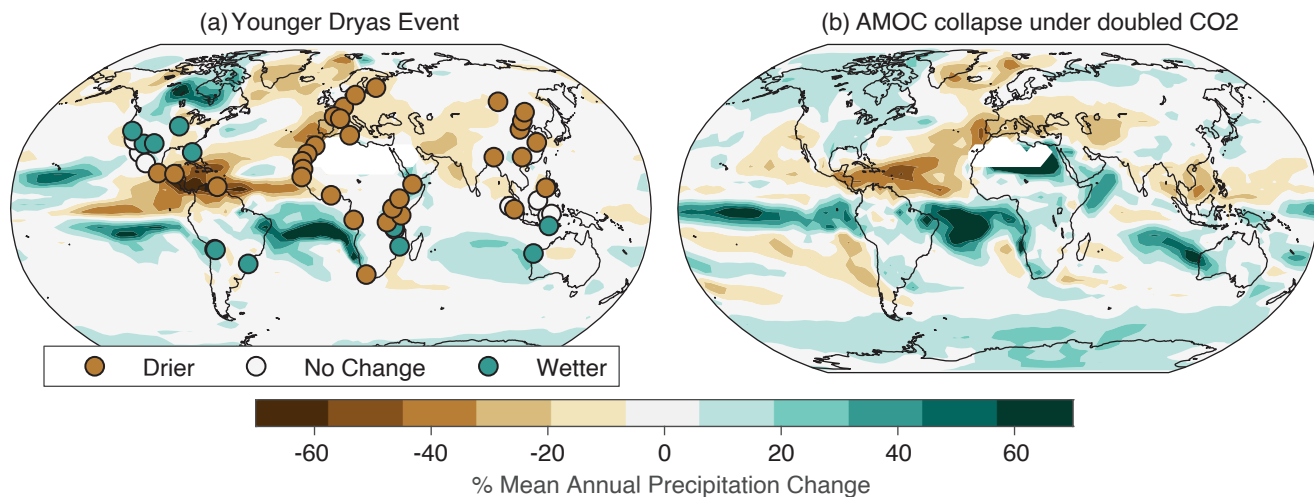 (a) Younger Dryas Event
(b) AMOC collapse under doubled CO2
Drier
No Change
Wetter
-60 -40 -20 0 20 40 60
% Mean Annual Precipitation Change